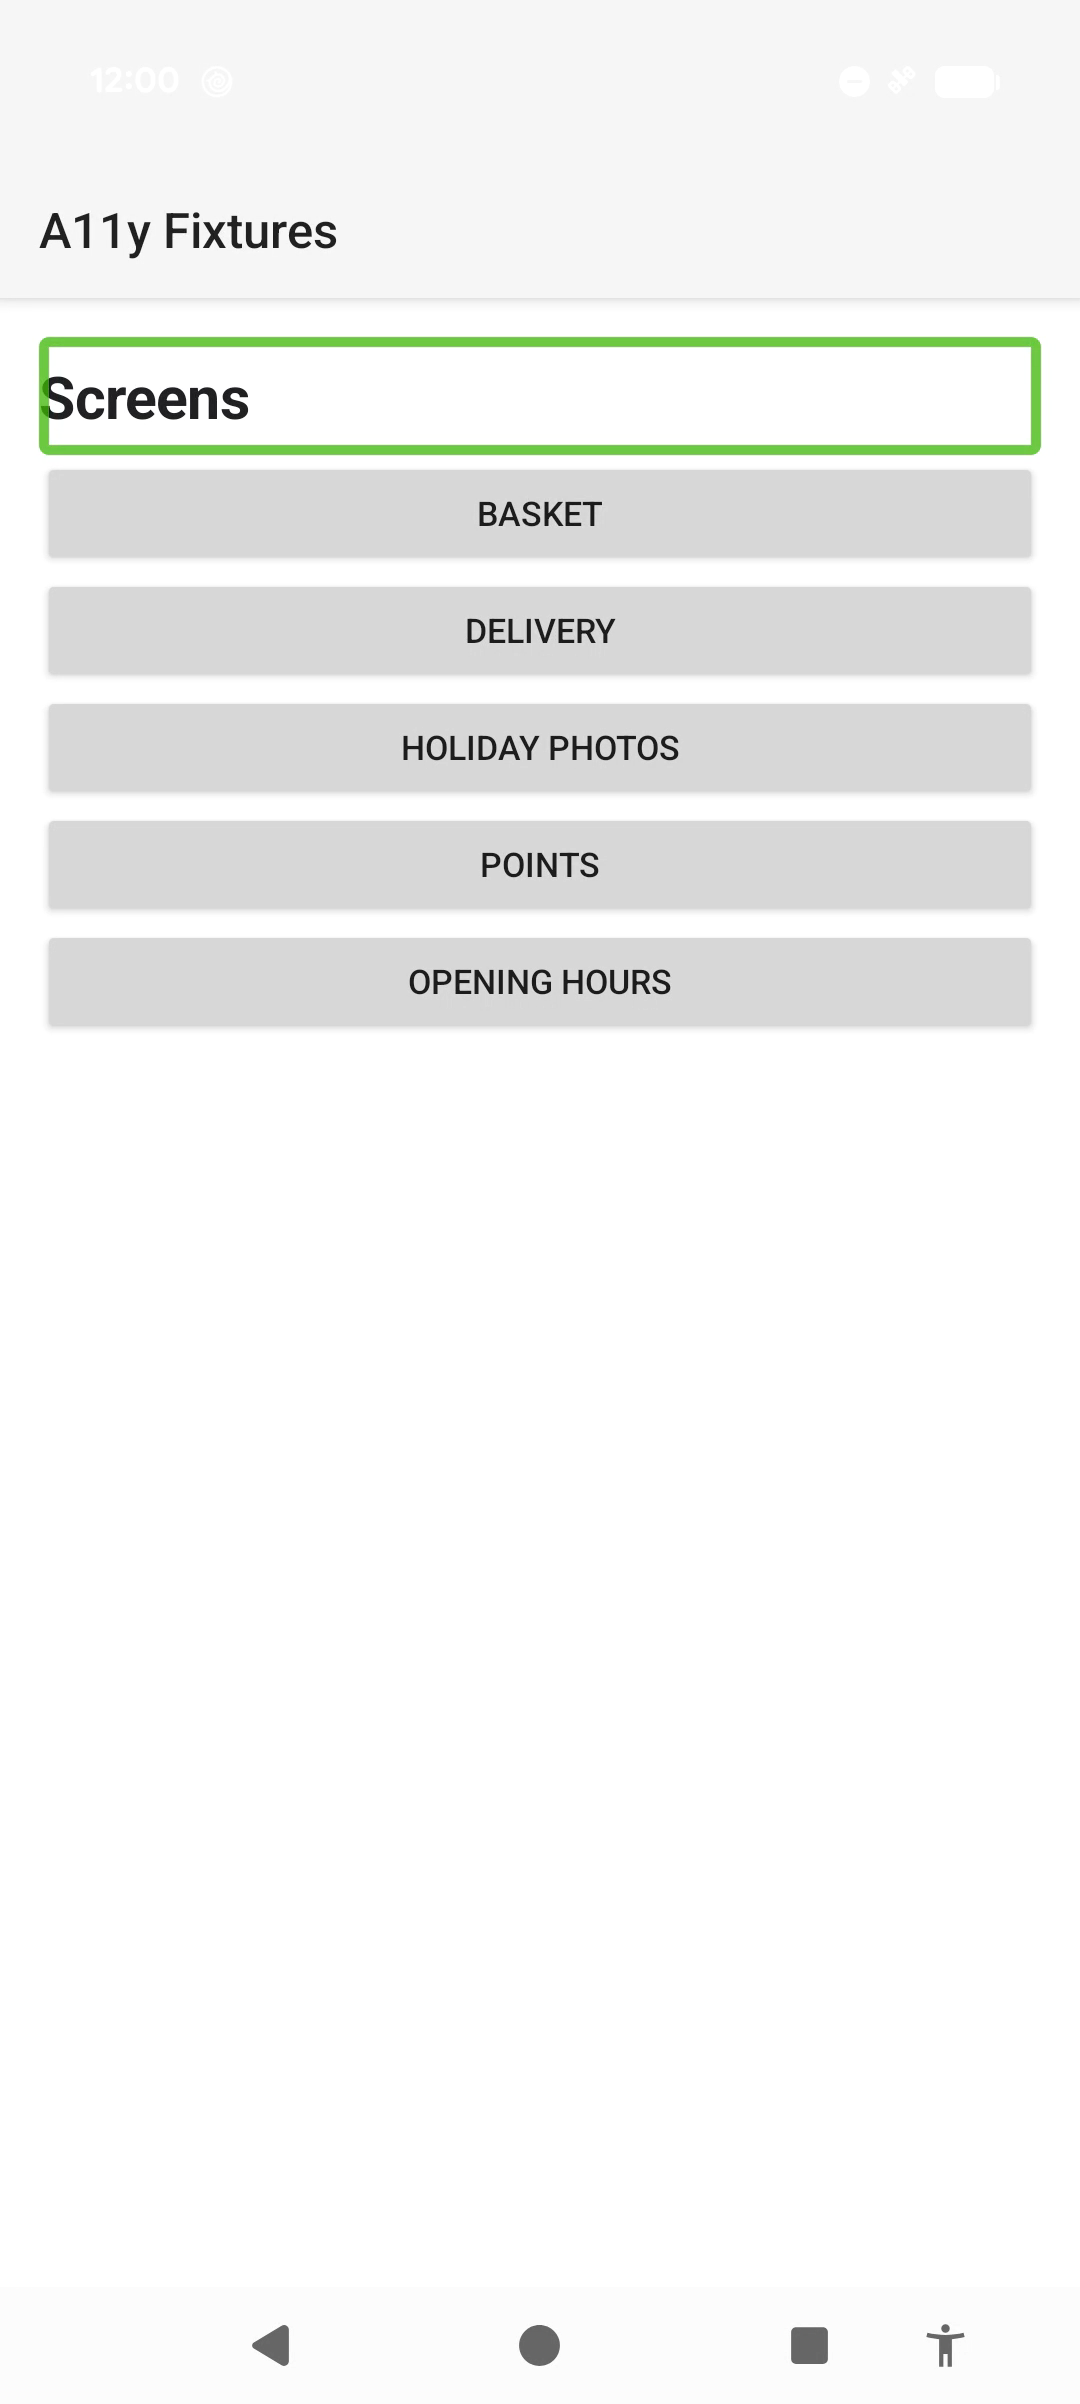 12:00
A11y Fixtures
Screens
BASKET
DELIVERY
HOLIDAY PHOTOS
POINTS
OPENING HOURS